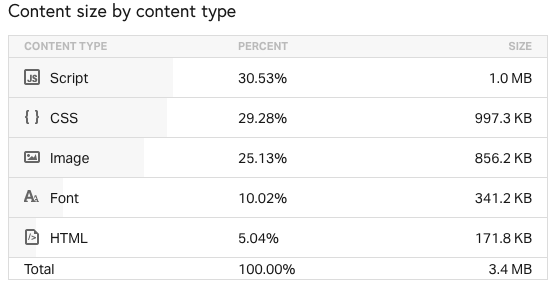 Content size by content type
CONTENT TYPE PERCENT SIZE
JS Script 30.53% 1.0 MB
{ } CSS 29.28% 997.3 KB
Image 25.13% 856.2 KB
AA Font 10.02% 341.2 KB
</> HTML 5.04% 171.8 KB
Total 100.00% 3.4 MB